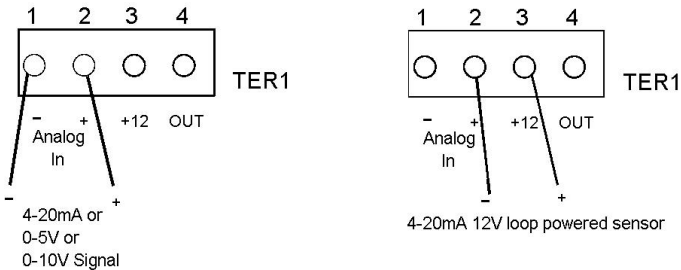 1 2 3 4
TER1
- + +12 OUT
Analog
In
- +
4-20mA or
0-5V or
0-10V Signal
1 2 3 4
TER1
- + +12 OUT
Analog
In
- +
4-20mA 12V loop powered sensor